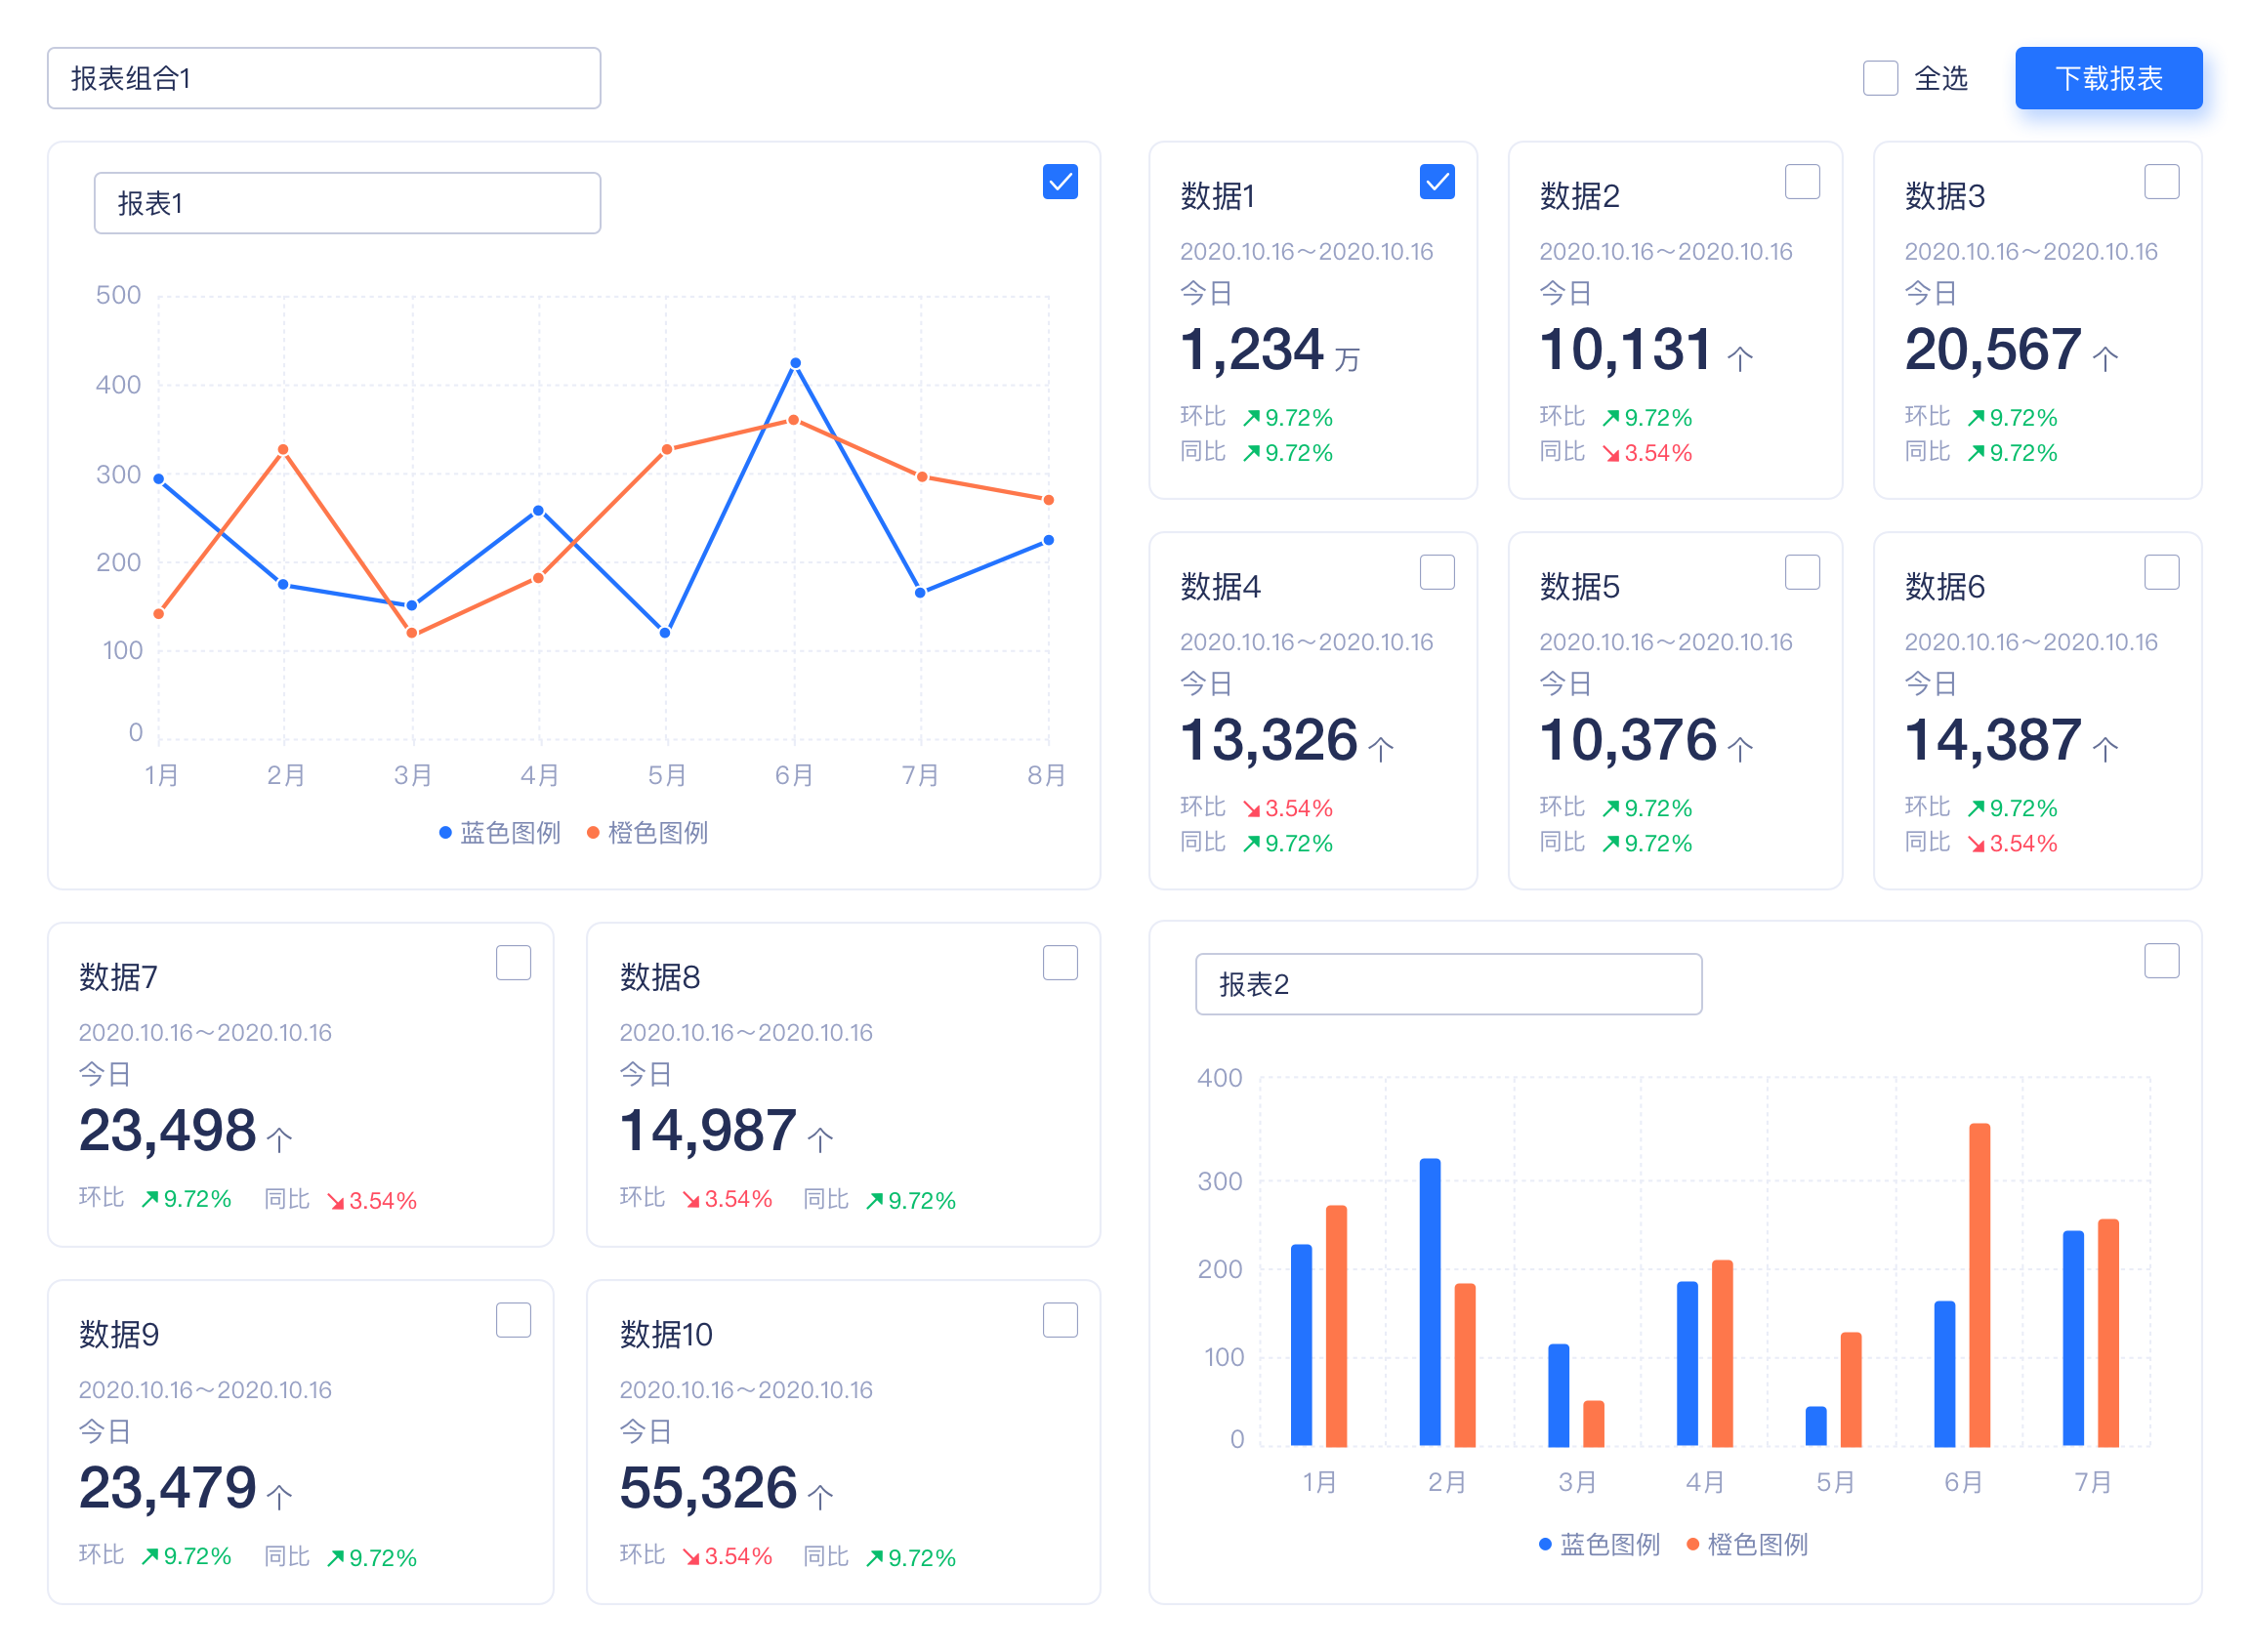 报表组合1
全选
下载报表
报表1
500
400
300
200
100
0
1月 2月 3月 4月 5月 6月 7月 8月
蓝色图例 橙色图例
数据1
2020.10.16～2020.10.16
今日
1,234 万
环比 9.72%
同比 9.72%
数据2
2020.10.16～2020.10.16
今日
10,131 个
环比 9.72%
同比 3.54%
数据3
2020.10.16～2020.10.16
今日
20,567 个
环比 9.72%
同比 9.72%
数据4
2020.10.16～2020.10.16
今日
13,326 个
环比 3.54%
同比 9.72%
数据5
2020.10.16～2020.10.16
今日
10,376 个
环比 9.72%
同比 9.72%
数据6
2020.10.16～2020.10.16
今日
14,387 个
环比 9.72%
同比 3.54%
数据7
2020.10.16～2020.10.16
今日
23,498 个
环比 9.72% 同比 3.54%
数据8
2020.10.16～2020.10.16
今日
14,987 个
环比 3.54% 同比 9.72%
数据9
2020.10.16～2020.10.16
今日
23,479 个
环比 9.72% 同比 9.72%
数据10
2020.10.16～2020.10.16
今日
55,326 个
环比 3.54% 同比 9.72%
报表2
400
300
200
100
0
1月 2月 3月 4月 5月 6月 7月
蓝色图例 橙色图例